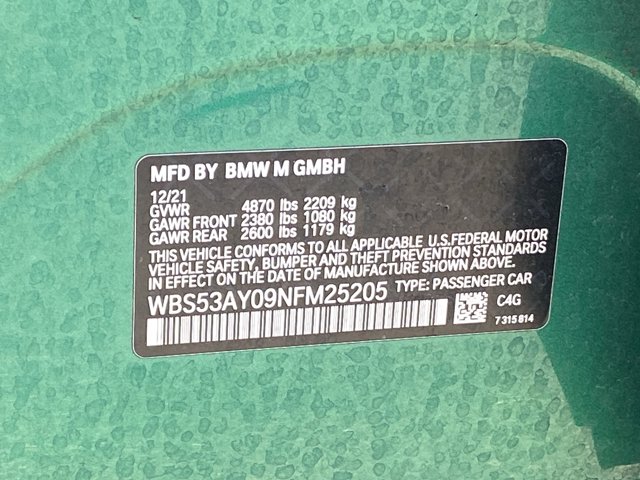 MFD BY BMW M GMBH
12/21
GVWR 4870 lbs 2209 kg
GAWR FRONT 2380 lbs 1080 kg
GAWR REAR 2600 lbs 1179 kg
THIS VEHICLE CONFORMS TO ALL APPLICABLE U.S.FEDERAL MOTOR
VEHICLE SAFETY, BUMPER AND THEFT PREVENTION STANDARDS
IN EFFECT ON THE DATE OF MANUFACTURE SHOWN ABOVE.
WBS53AY09NFM25205 TYPE: PASSENGER CAR
C4G
7 315 814